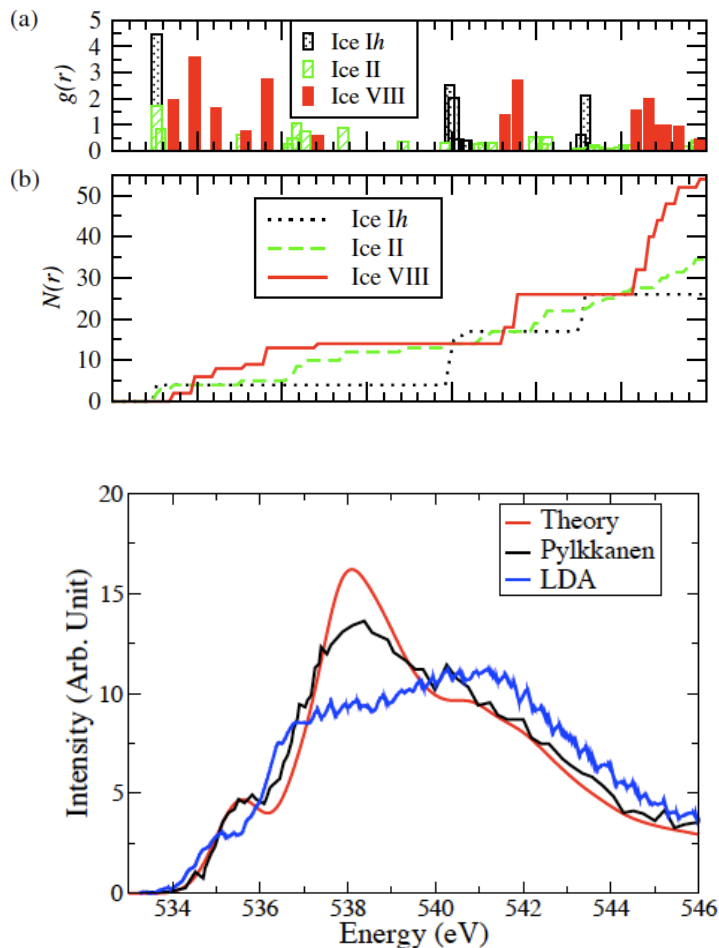 (a)
5
4
3
2
1
0
g(r)
Ice Ih
Ice II
Ice VIII
(b)
50
40
30
20
10
0
N(r)
Ice Ih
Ice II
Ice VIII
20
15
10
5
0
Intensity (Arb. Unit)
Theory
Pylkkanen
LDA
534 536 538 540 542 544 546
Energy (eV)